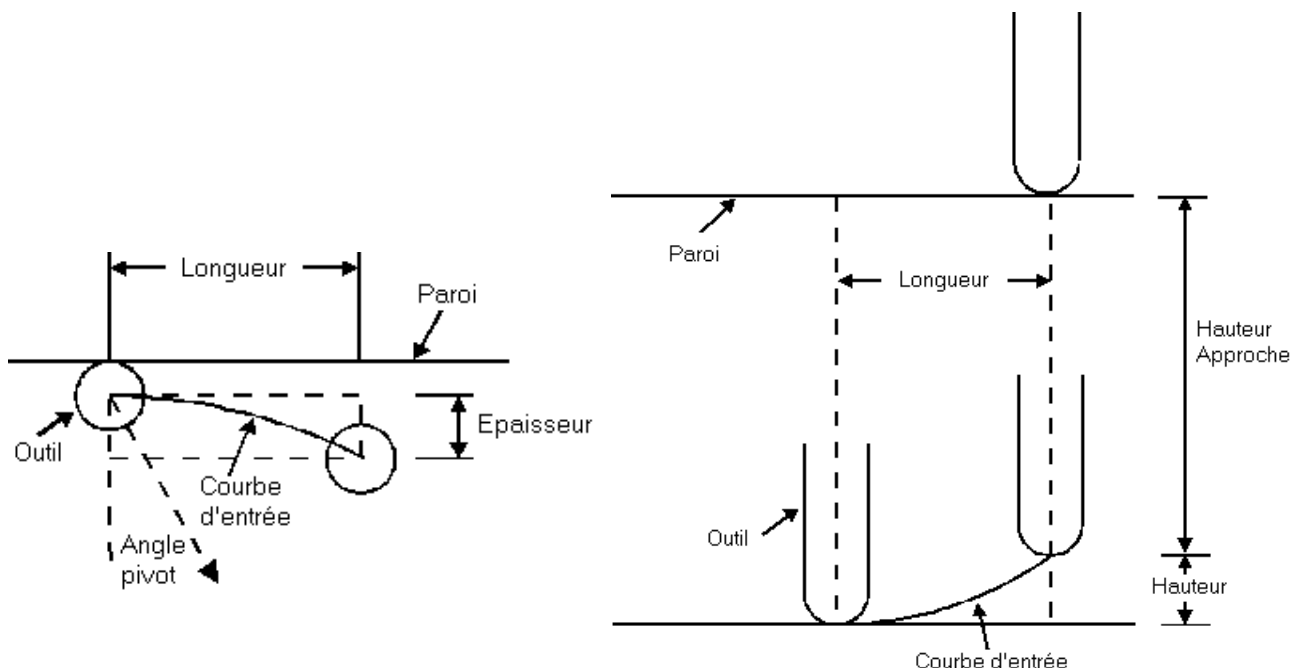 Longueur
Paroi
Epaisseur
Outil
Courbe
d'entrée
Angle
pivot
Paroi
Longueur
Hauteur
Approche
Outil
Hauteur
Courbe d'entrée